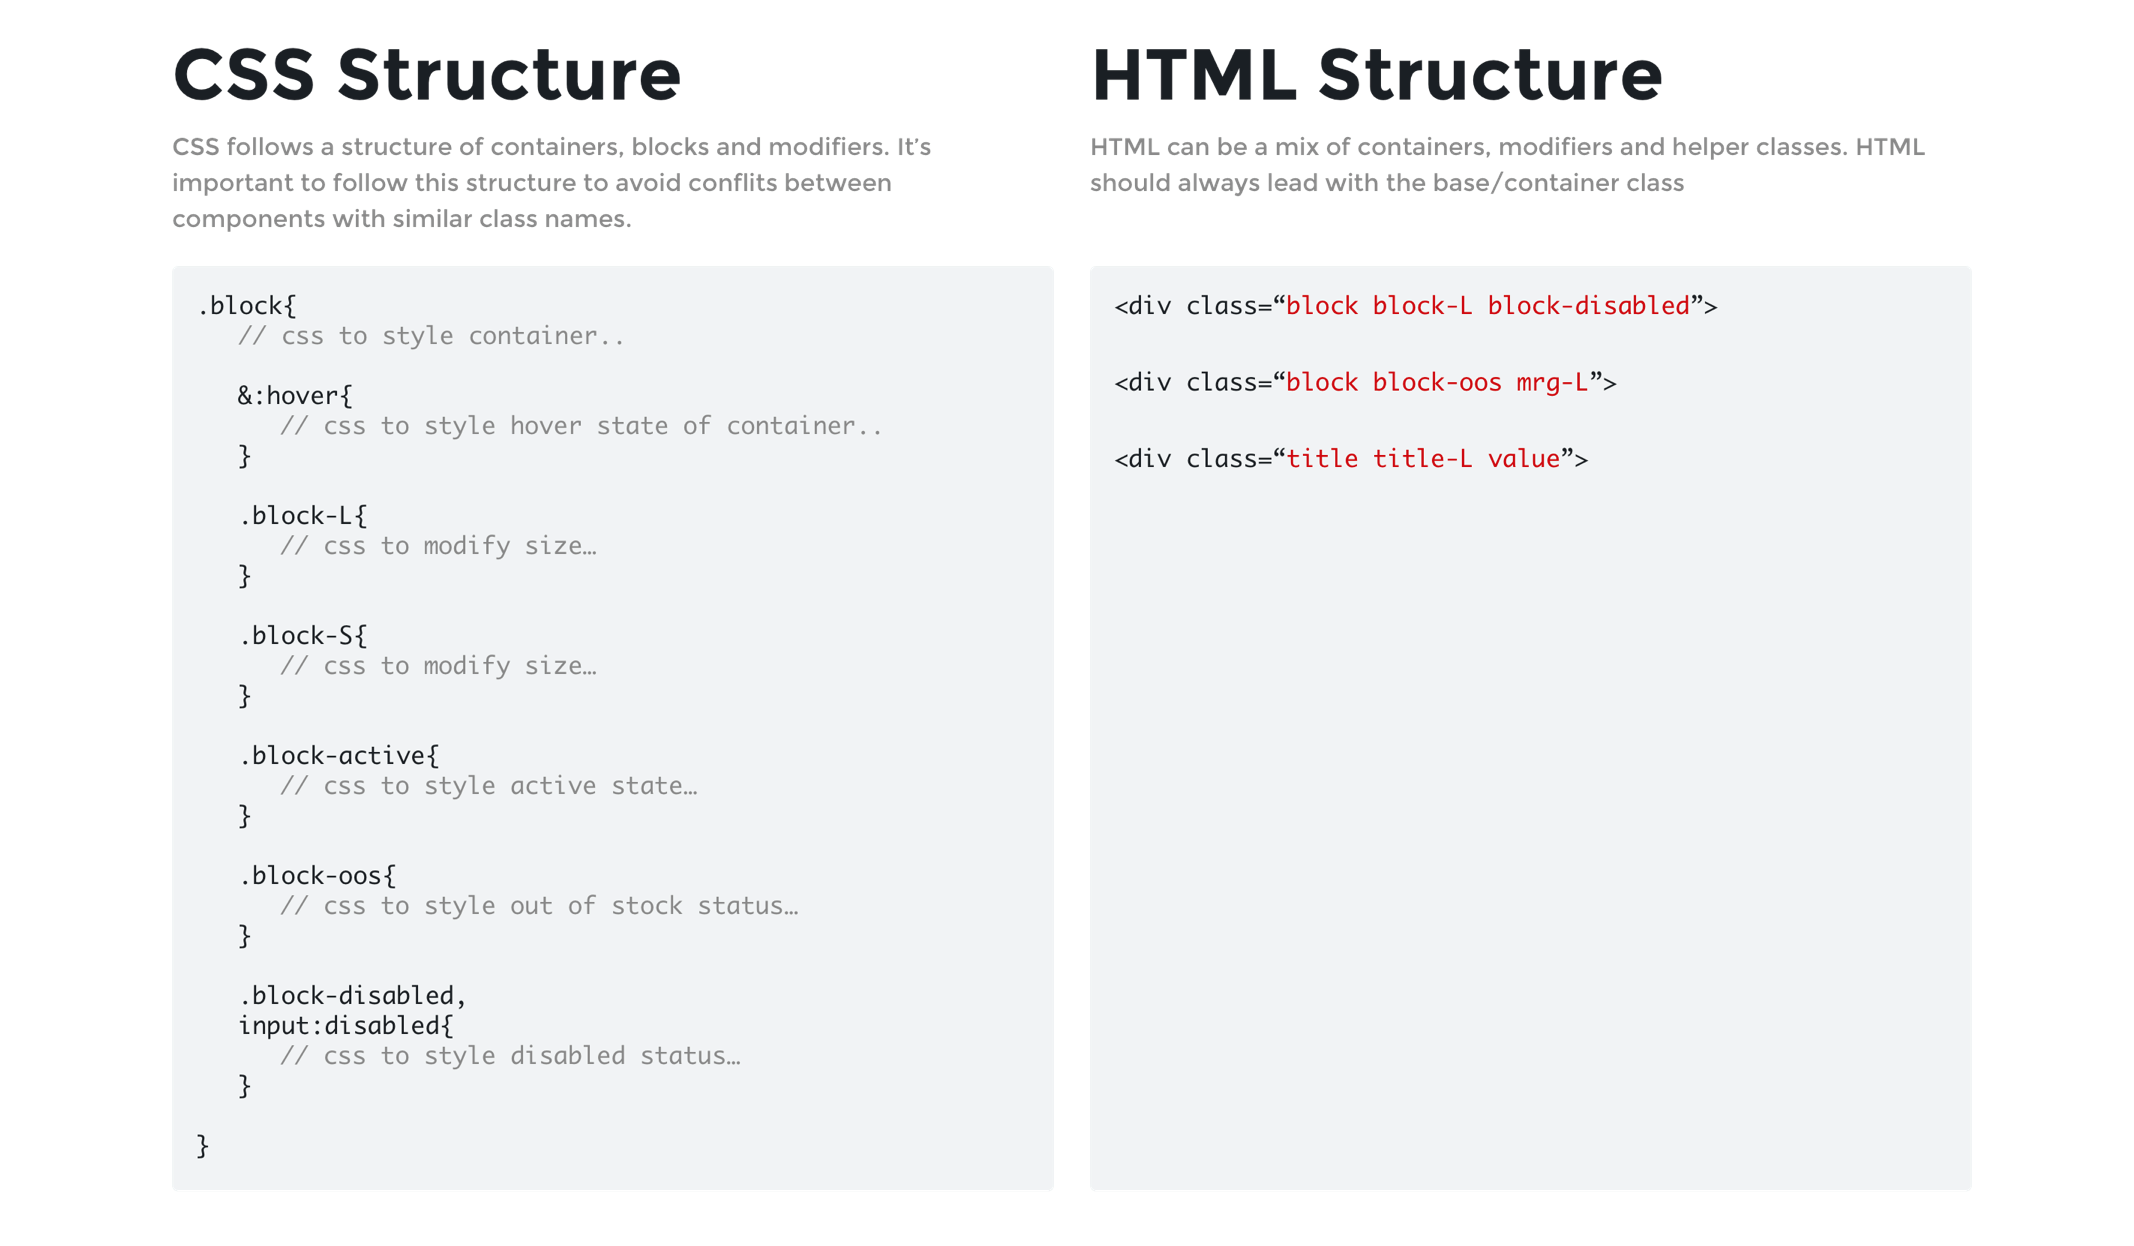 CSS Structure
CSS follows a structure of containers, blocks and modifiers. It’s
important to follow this structure to avoid conflits between
components with similar class names.
.block{
// css to style container..
&:hover{
// css to style hover state of container..
}
.block-L{
// css to modify size…
}
.block-S{
// css to modify size…
}
.block-active{
// css to style active state…
}
.block-oos{
// css to style out of stock status…
}
.block-disabled,
input:disabled{
// css to style disabled status…
}
}
HTML Structure
HTML can be a mix of containers, modifiers and helper classes. HTML
should always lead with the base/container class
<div class=“block block-L block-disabled”>
<div class=“block block-oos mrg-L”>
<div class=“title title-L value”>